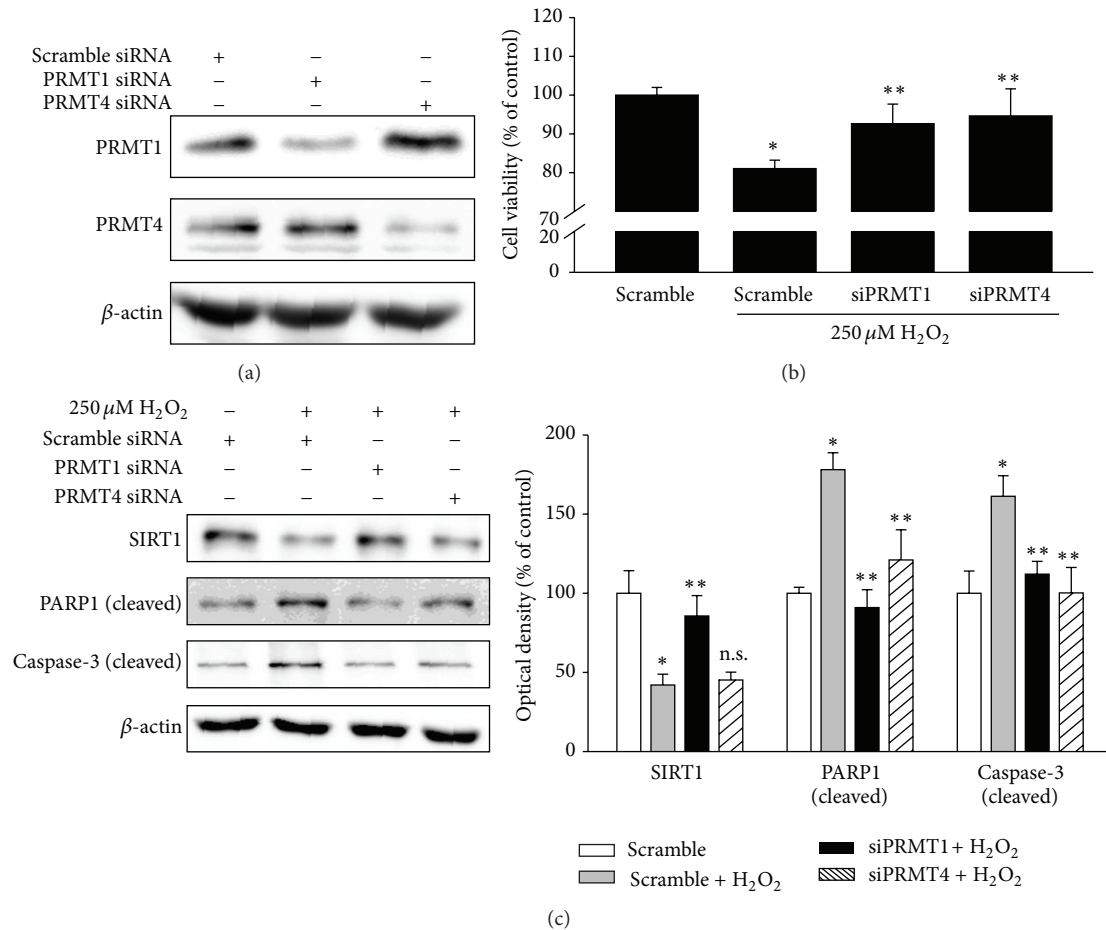 Scramble siRNA + − −
PRMT1 siRNA − + −
PRMT4 siRNA − − +
PRMT1
PRMT4
β-actin
(a)
Cell viability (% of control)
120
100
90
80
70
20
0
*
**
**
Scramble Scramble siPRMT1 siPRMT4
250 μM H₂O₂
(b)
250 μM H₂O₂ − + + +
Scramble siRNA + + − −
PRMT1 siRNA − − + −
PRMT4 siRNA − − − +
SIRT1
PARP1 (cleaved)
Caspase-3 (cleaved)
β-actin
Optical density (% of control)
200
150
100
50
0
* ** n.s.
* ** **
* ** **
SIRT1 PARP1 Caspase-3
(cleaved) (cleaved)
Scramble siPRMT1 + H₂O₂
Scramble + H₂O₂ siPRMT4 + H₂O₂
(c)